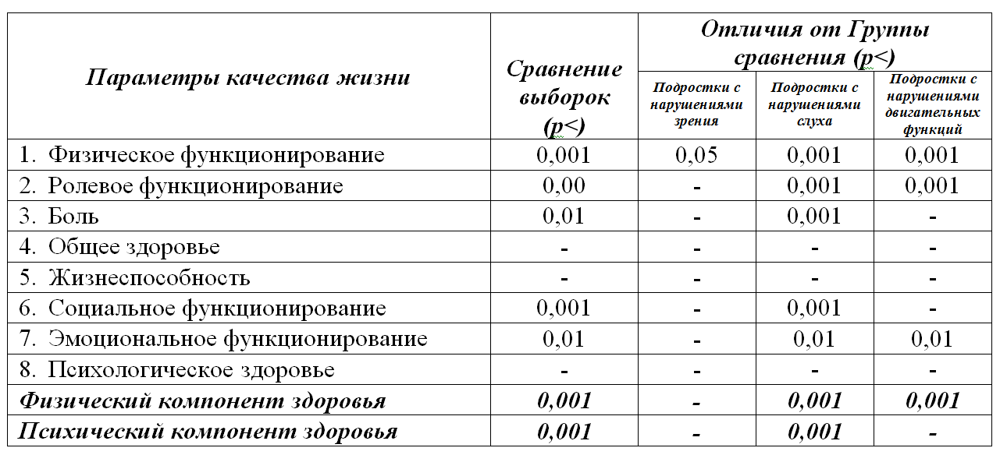 Параметры качества жизни
Сравнение
выборок
(p<)
Отличия от Группы
сравнения (p<)
Подростки с
нарушениями
зрения
Подростки с
нарушениями
слуха
Подростки с
нарушениями
двигательных
функций
1. Физическое функционирование 0,001 0,05 0,001 0,001
2. Ролевое функционирование 0,00 - 0,001 0,001
3. Боль 0,01 - 0,001 -
4. Общее здоровье - - - -
5. Жизнеспособность - - - -
6. Социальное функционирование 0,001 - 0,001 -
7. Эмоциональное функционирование 0,01 - 0,01 0,01
8. Психологическое здоровье - - - -
Физический компонент здоровья 0,001 - 0,001 0,001
Психический компонент здоровья 0,001 - 0,001 -